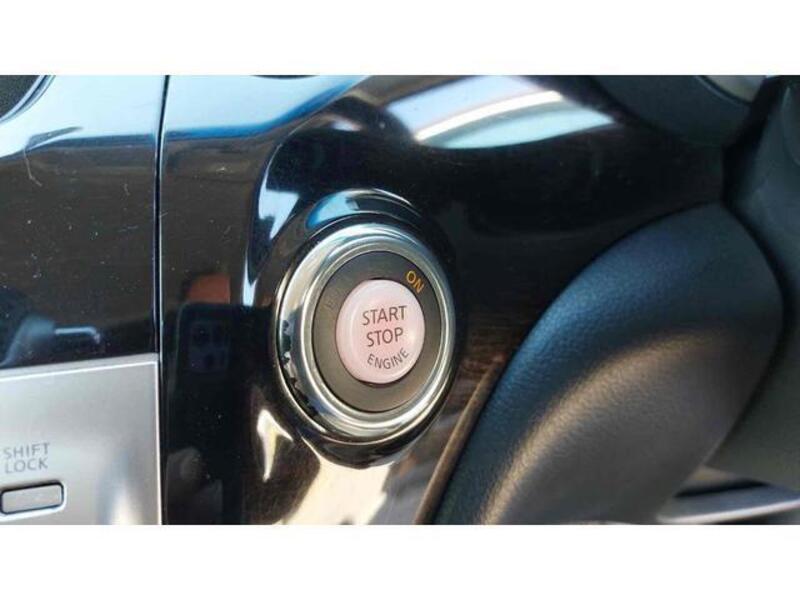 ON
START
STOP
ENGINE
SHIFT
LOCK